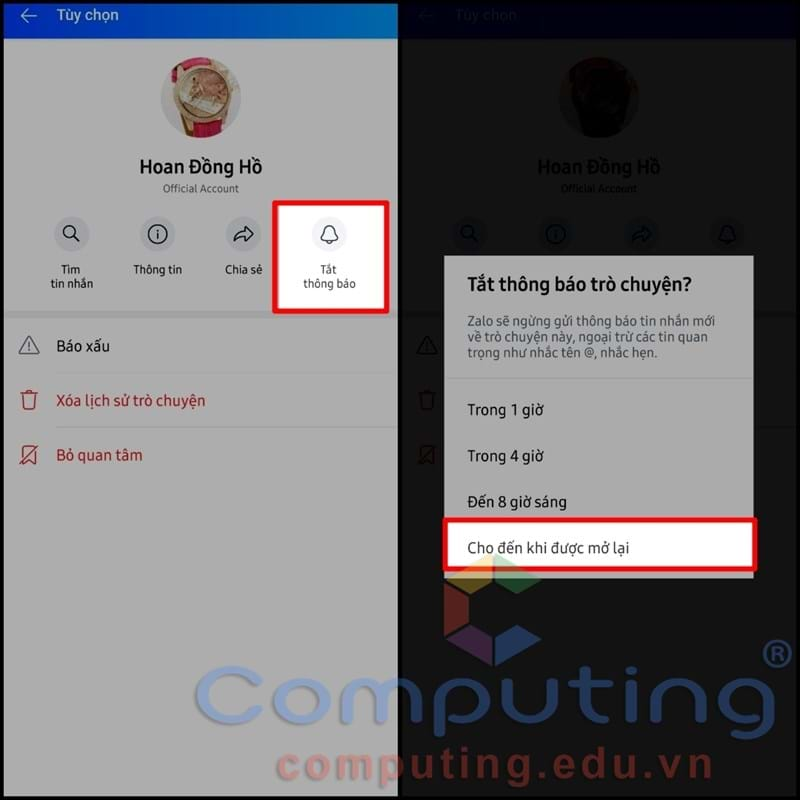 Tùy chọn
Hoan Đồng Hồ
Official Account
Tìm
tin nhắn
Thông tin
Chia sẻ
Tắt
thông báo
Báo xấu
Xóa lịch sử trò chuyện
Bỏ quan tâm
Tùy chọn
Hoan Đồng Hồ
Official Account
Tắt thông báo trò chuyện?
Zalo sẽ ngừng gửi thông báo tin nhắn mới
về trò chuyện này, ngoại trừ các tin quan
trọng như nhắc tên @, nhắc hẹn.
Trong 1 giờ
Trong 4 giờ
Đến 8 giờ sáng
Cho đến khi được mở lại
Computing®
computing.edu.vn